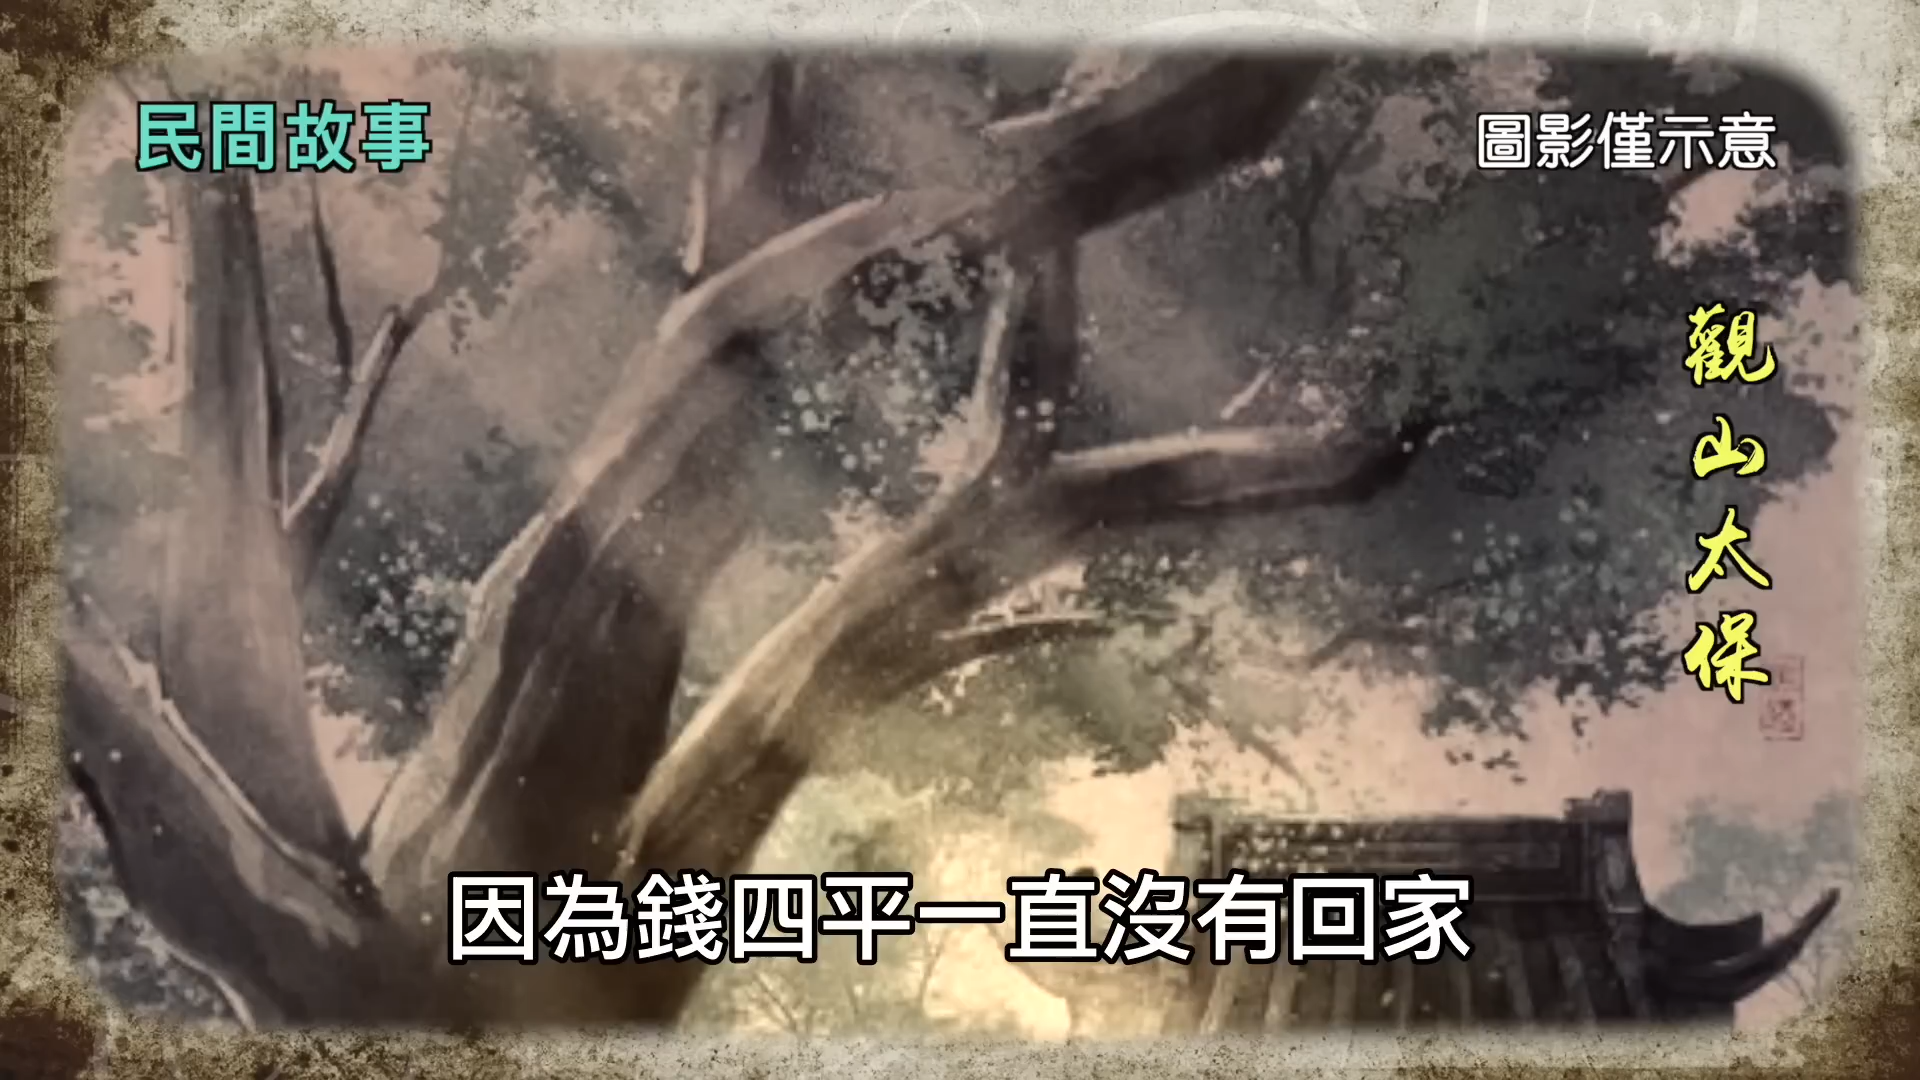 民間故事
圖影僅示意
觀山太保
因為錢四平一直沒有回家